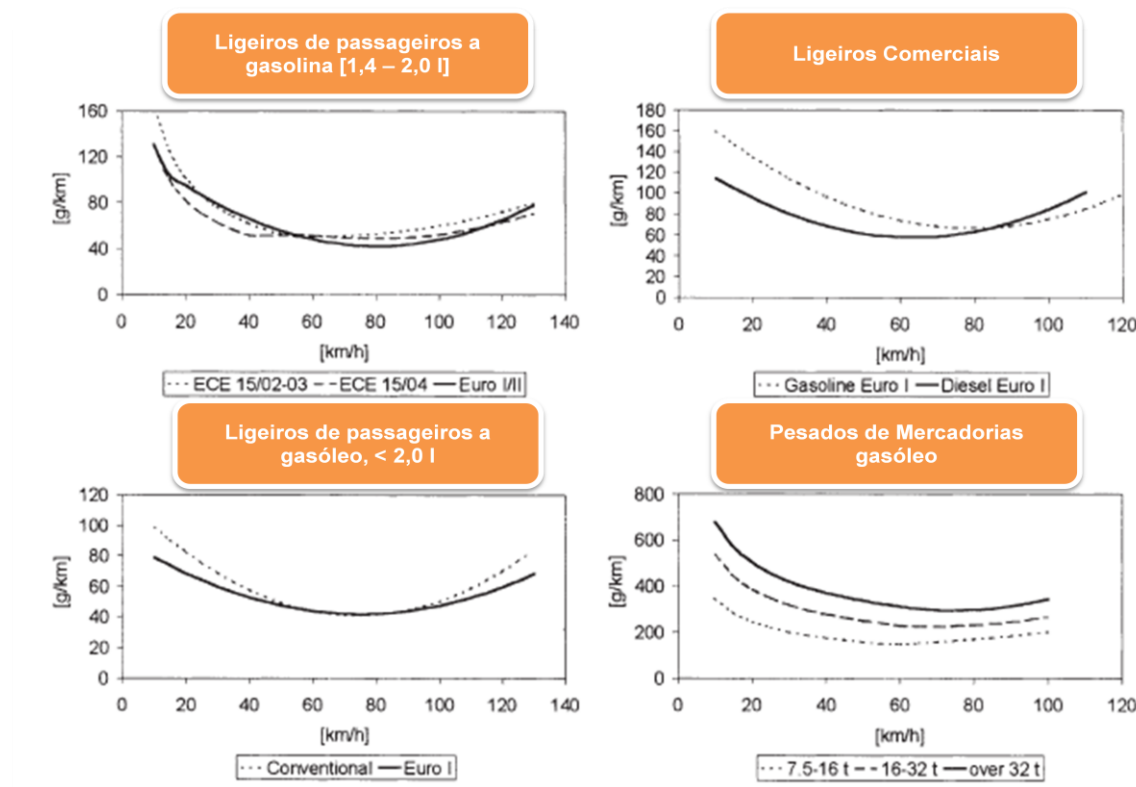 Ligeiros de passageiros a
gasolina [1,4 – 2,0 l]
160
120
80
40
0
[g/km]
0 20 40 60 80 100 120 140
[km/h]
ECE 15/02-03 ECE 15/04 Euro I/II
Ligeiros Comerciais
180
160
140
120
100
80
60
40
20
0
[g/km]
0 20 40 60 80 100 120
[km/h]
Gasoline Euro I Diesel Euro I
Ligeiros de passageiros a
gasóleo, < 2,0 l
120
100
80
60
40
20
0
[g/km]
0 20 40 60 80 100 120 140
[km/h]
Conventional Euro I
Pesados de Mercadorias
gasóleo
800
600
400
200
0
[g/km]
0 20 40 60 80 100 120
[km/h]
7.5-16 t 16-32 t over 32 t